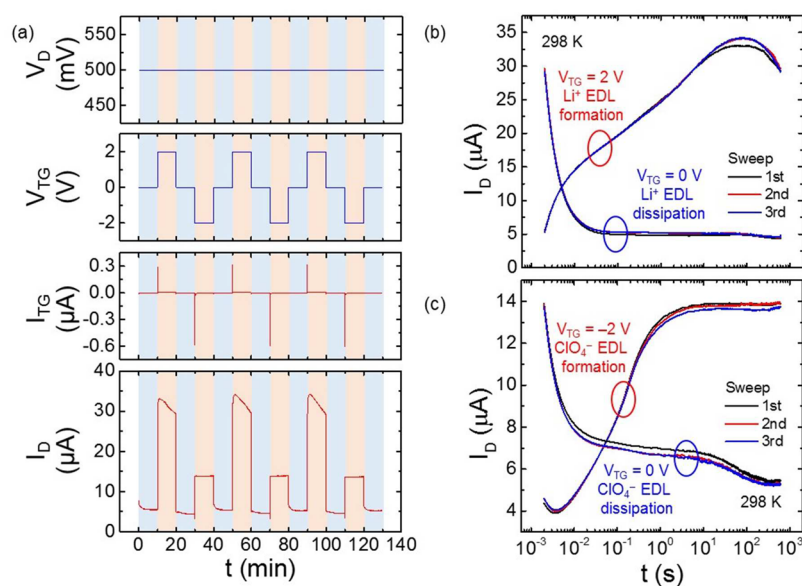 (a)
550
500
450
V_D
(mV)
2
0
-2
V_TG
(V)
0.3
0.0
-0.3
-0.6
I_TG
(µA)
40
30
20
10
0
I_D
(µA)
0 20 40 60 80 100 120 140
t (min)
(b)
35
30
25
20
15
10
5
0
I_D (µA)
298 K
V_TG = 2 V
Li⁺ EDL
formation
V_TG = 0 V
Li⁺ EDL
dissipation
Sweep
1st
2nd
3rd
(c)
14
12
10
8
6
4
I_D (µA)
V_TG = –2 V
ClO₄⁻ EDL
formation
Sweep
1st
2nd
3rd
V_TG = 0 V
ClO₄⁻ EDL
dissipation
298 K
10⁻³ 10⁻² 10⁻¹ 10⁰ 10¹ 10² 10³
t (s)